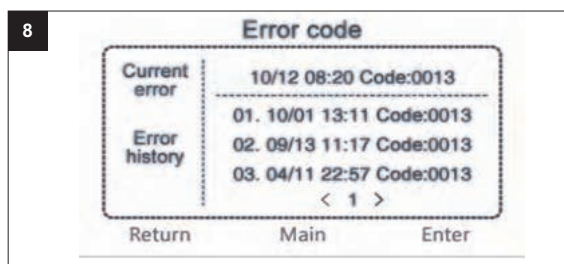 8
Error code
Current error
10/12 08:20 Code:0013
Error history
01. 10/01 13:11 Code:0013
02. 09/13 11:17 Code:0013
03. 04/11 22:57 Code:0013
< 1 >
Return Main Enter